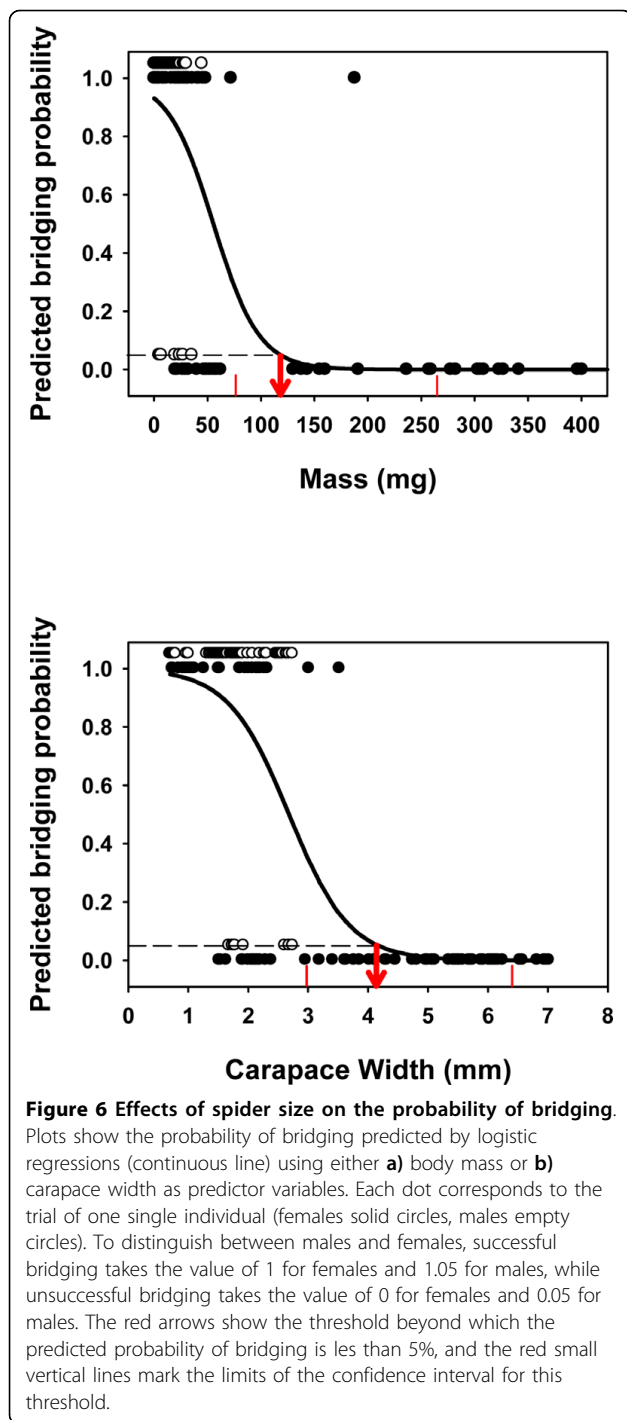 Predicted bridging probability
1.0
0.8
0.6
0.4
0.2
0.0
0 50 100 150 200 250 300 350 400
Mass (mg)
Predicted bridging probability
1.0
0.8
0.6
0.4
0.2
0.0
0 1 2 3 4 5 6 7 8
Carapace Width (mm)
Figure 6 Effects of spider size on the probability of bridging.
Plots show the probability of bridging predicted by logistic
regressions (continuous line) using either a) body mass or b)
carapace width as predictor variables. Each dot corresponds to the
trial of one single individual (females solid circles, males empty
circles). To distinguish between males and females, successful
bridging takes the value of 1 for females and 1.05 for males, while
unsuccessful bridging takes the value of 0 for females and 0.05 for
males. The red arrows show the threshold beyond which the
predicted probability of bridging is less than 5%, and the red small
vertical lines mark the limits of the confidence interval for this
threshold.